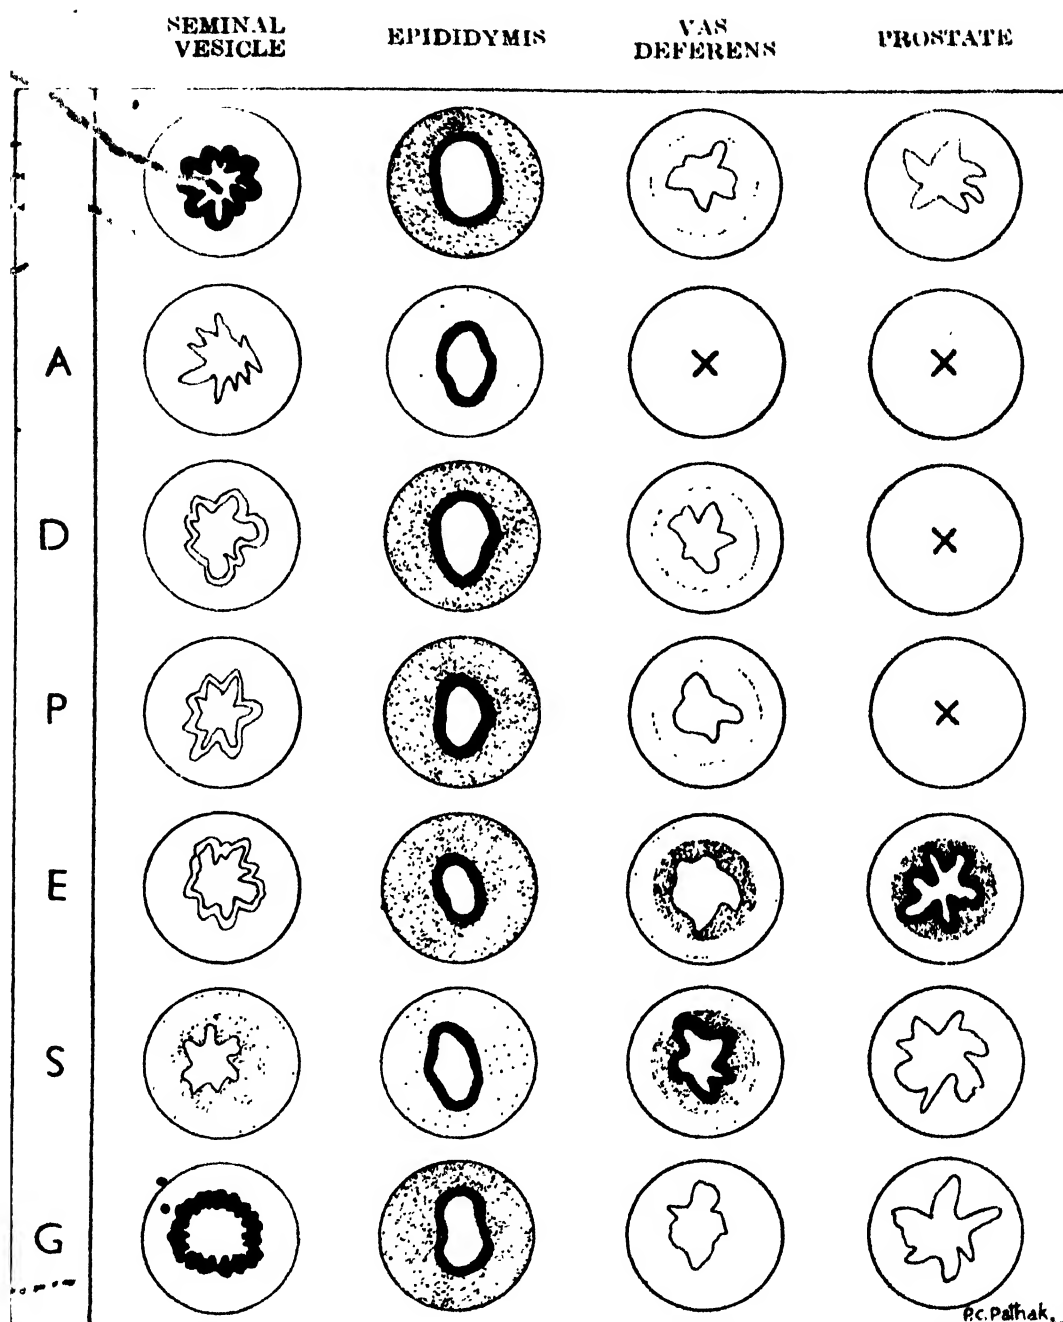 SEMINAL
VESICLE
EPIDIDYMIS
VAS
DEFERENS
PROSTATE
A
D
P
E
S
G
P.C.Pathak.